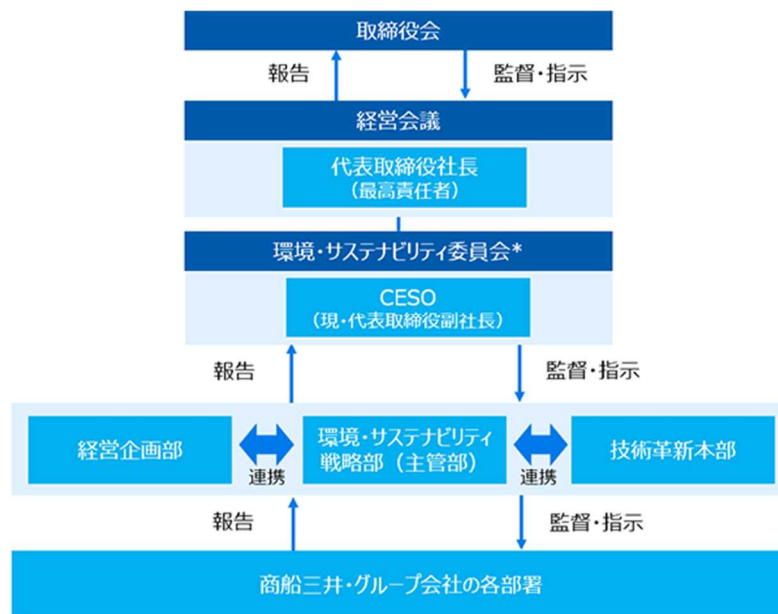 取締役会
報告
監督・指示
経営会議
代表取締役社長
（最高責任者）
環境・サステナビリティ委員会*
CESO
（現・代表取締役副社長）
報告
監督・指示
経営企画部
連携
環境・サステナビリティ
戦略部（主管部）
連携
技術革新本部
報告
監督・指示
商船三井・グループ会社の各部署